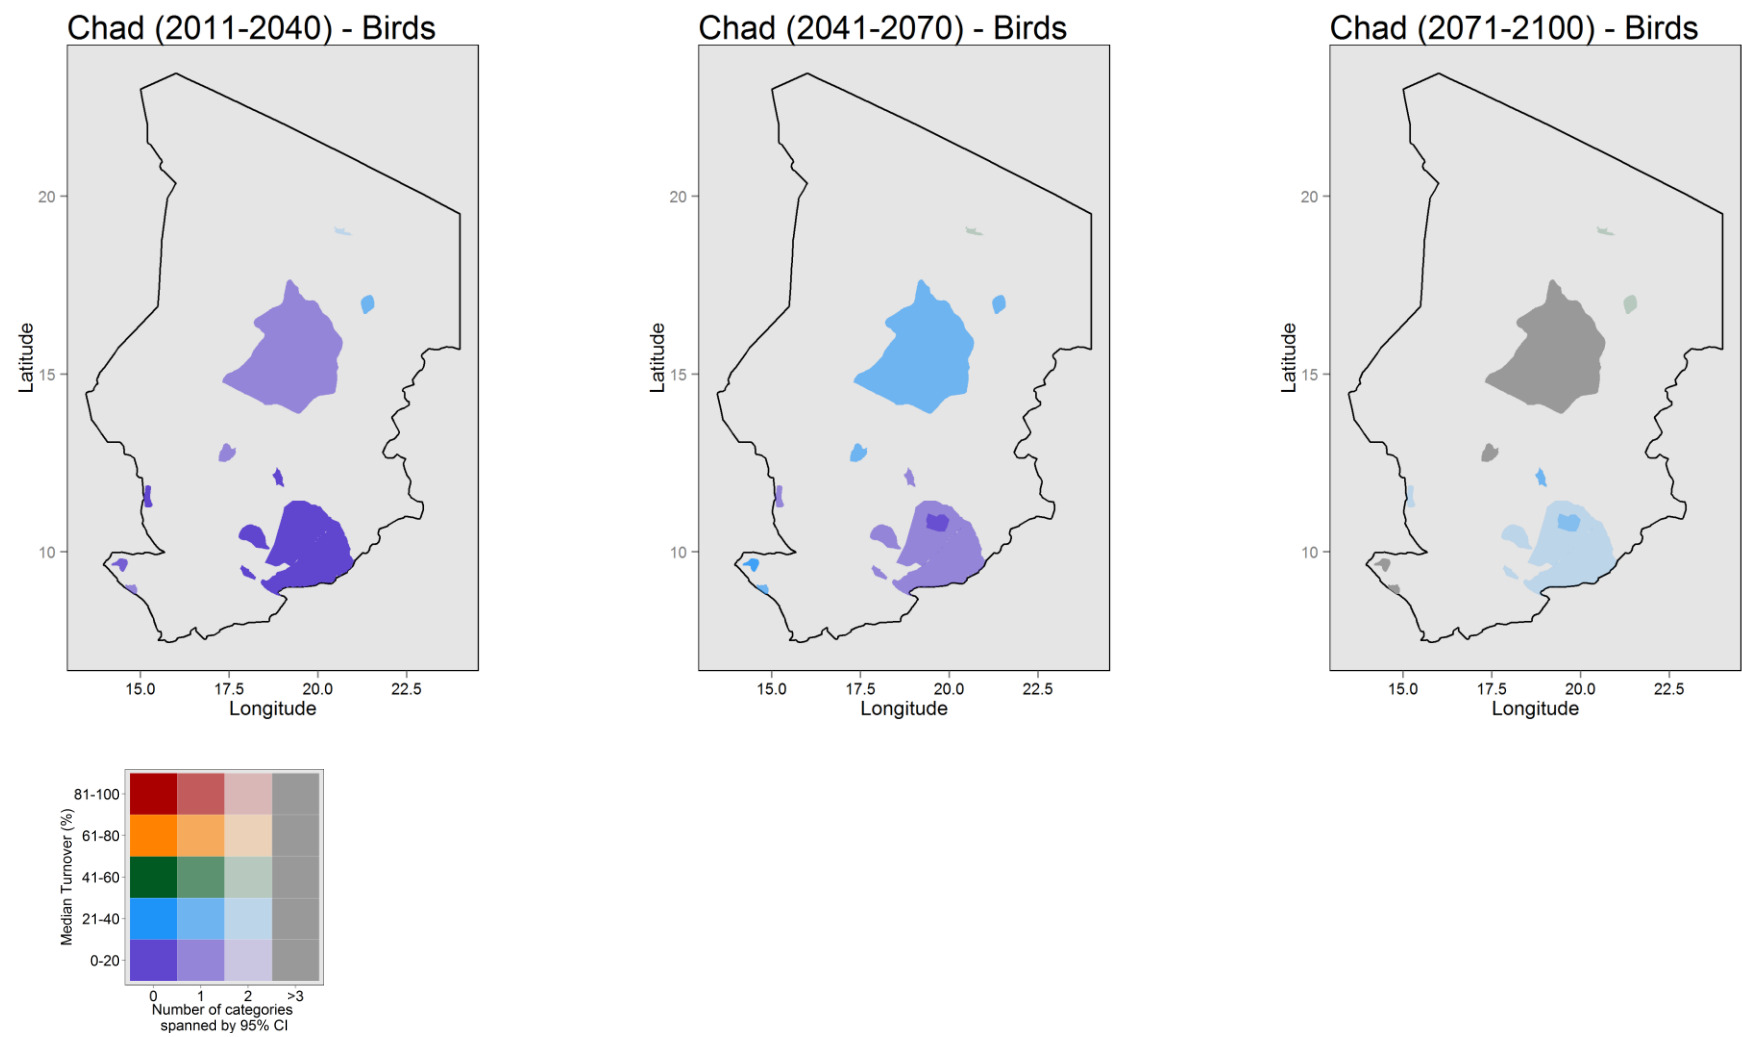 Chad (2011-2040) - Birds
20
15
10
Latitude
15.0 17.5 20.0 22.5
Longitude
Chad (2041-2070) - Birds
20
15
10
Latitude
15.0 17.5 20.0 22.5
Longitude
Chad (2071-2100) - Birds
20
15
10
Latitude
15.0 17.5 20.0 22.5
Longitude
Median Turnover (%)
81-100
61-80
41-60
21-40
0-20
0 1 2 >3
Number of categories
spanned by 95% CI